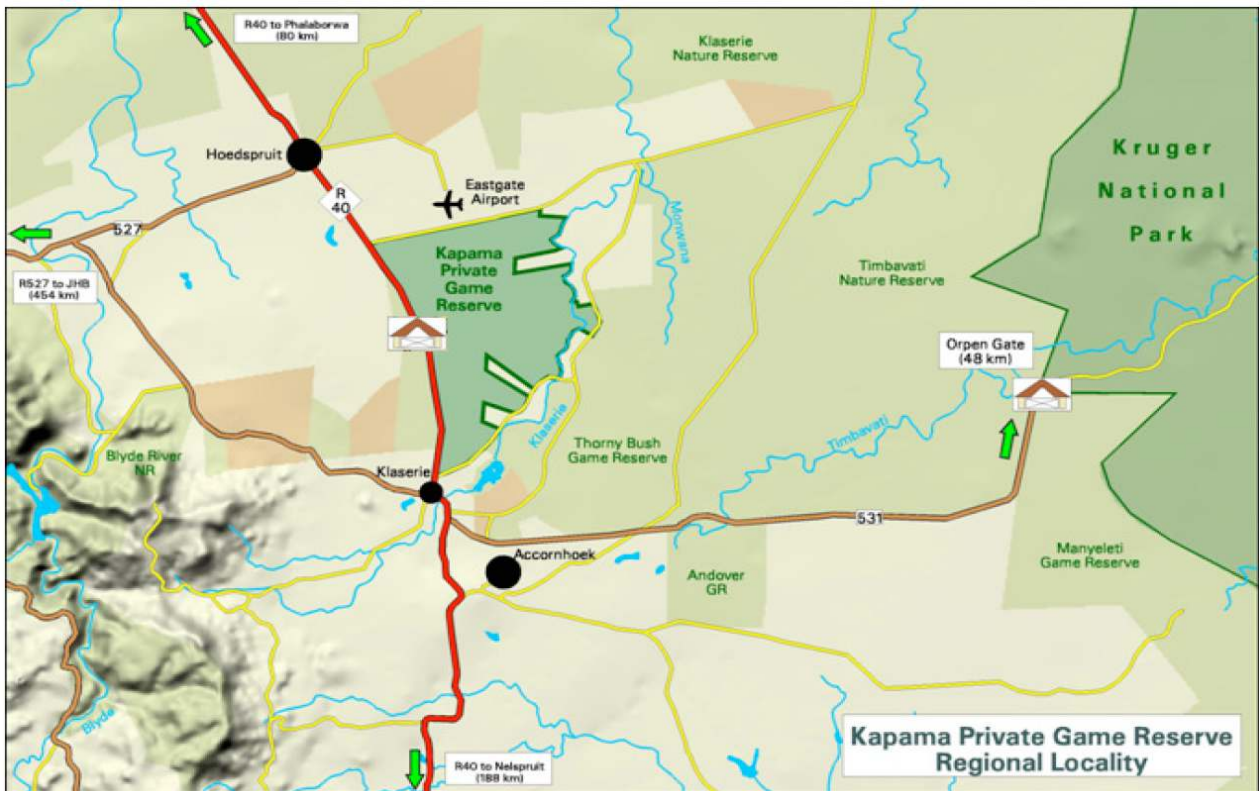 R40 to Phalaborwa
(80 km)
Klaserie
Nature Reserve
Hoedspruit
Kruger
National
Park
Eastgate
Airport
R
40
527
Monwana
Kapama
Private
Game
Reserve
Timbavati
Nature Reserve
R527 to JHB
(454 km)
Orpen Gate
(48 km)
Klaserie
Timbavati
Thorny Bush
Game Reserve
Blyde River
NR
Klaserie
531
Accornhoek
Manyeleti
Game Reserve
Andover
GR
Blyde
Kapama Private Game Reserve
Regional Locality
R40 to Nelspruit
(188 km)